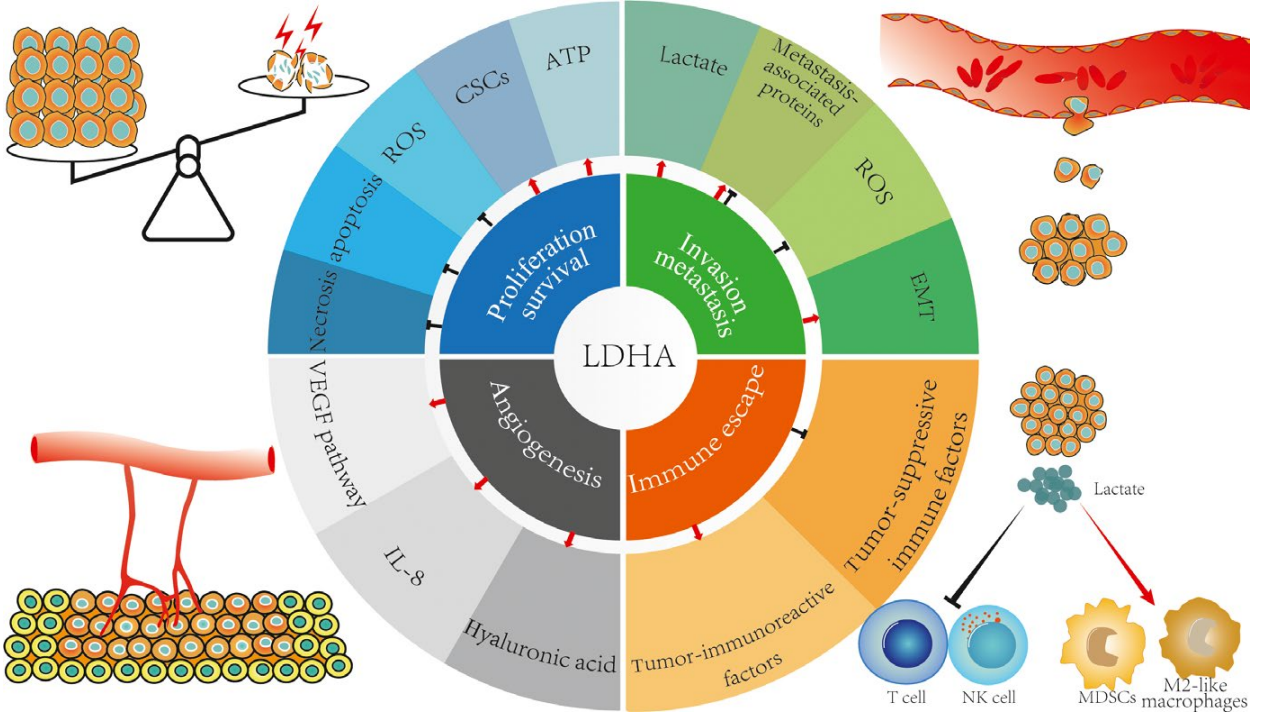 ATP
CSCs
ROS
apoptosis
Necrosis
Proliferation
survival
Lactate
Metastasis-
associated
proteins
ROS
EMT
Invasion
metastasis
LDHA
Angiogenesis
VEGF pathway
IL-8
Hyaluronic acid
Immune escape
Tumor-suppressive
immune factors
Tumor-immunoreactive
factors
Lactate
T cell
NK cell
MDSCs
M2-like
macrophages